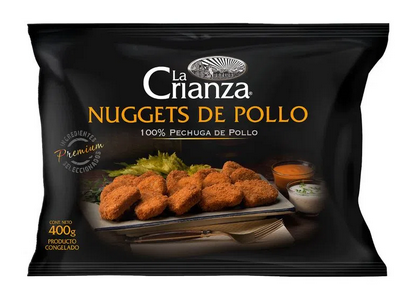 La
Crianza®
NUGGETS DE POLLO
100% PECHUGA DE POLLO
INGREDIENTES
Premium
SELECCIONADOS
CONT. NETO
400g
PRODUCTO
CONGELADO